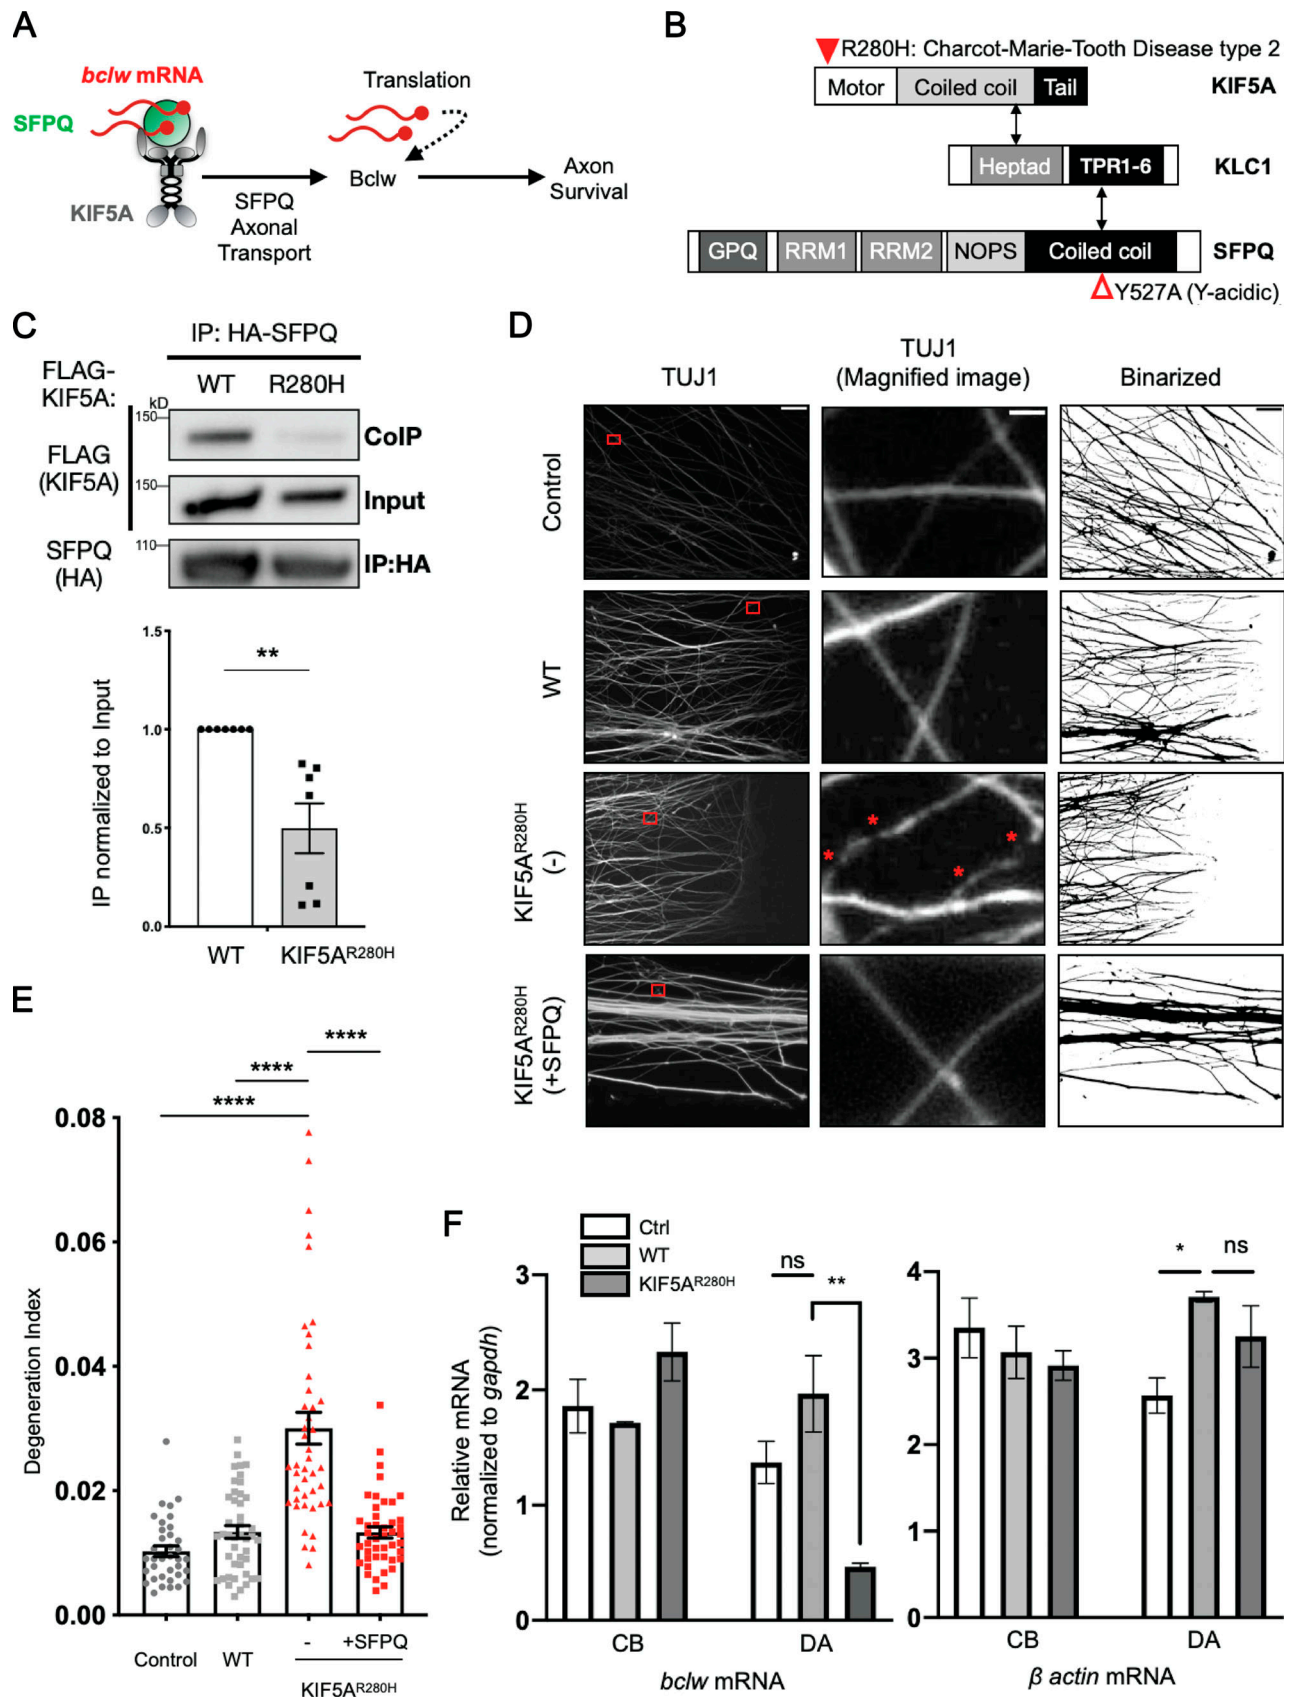 A
bclw mRNA
SFPQ
KIF5A
SFPQ
Axonal
Transport
Translation
Bclw
Axon
Survival
B
R280H: Charcot-Marie-Tooth Disease type 2
Motor Coiled coil Tail KIF5A
Heptad TPR1-6 KLC1
GPQ RRM1 RRM2 NOPS Coiled coil SFPQ
Y527A (Y-acidic)
C
IP: HA-SFPQ
FLAG-
KIF5A:
WT R280H
kD
150
CoIP
FLAG
(KIF5A)
150
Input
SFPQ
(HA)
110
IP:HA
IP normalized to Input
1.5
1.0
0.5
0.0
**
WT KIF5AR280H
D
TUJ1
TUJ1
(Magnified image)
Binarized
Control
WT
KIF5AR280H
(-)
* * * *
KIF5AR280H
(+SFPQ)
E
****
****
****
Degeneration Index
0.08
0.06
0.04
0.02
0.00
Control WT - +SFPQ
KIF5AR280H
F
Ctrl
WT
KIF5AR280H
Relative mRNA
(normalized to gapdh)
3
2
1
0
ns
**
CB DA
bclw mRNA
4
3
2
1
0
* ns
CB DA
β actin mRNA